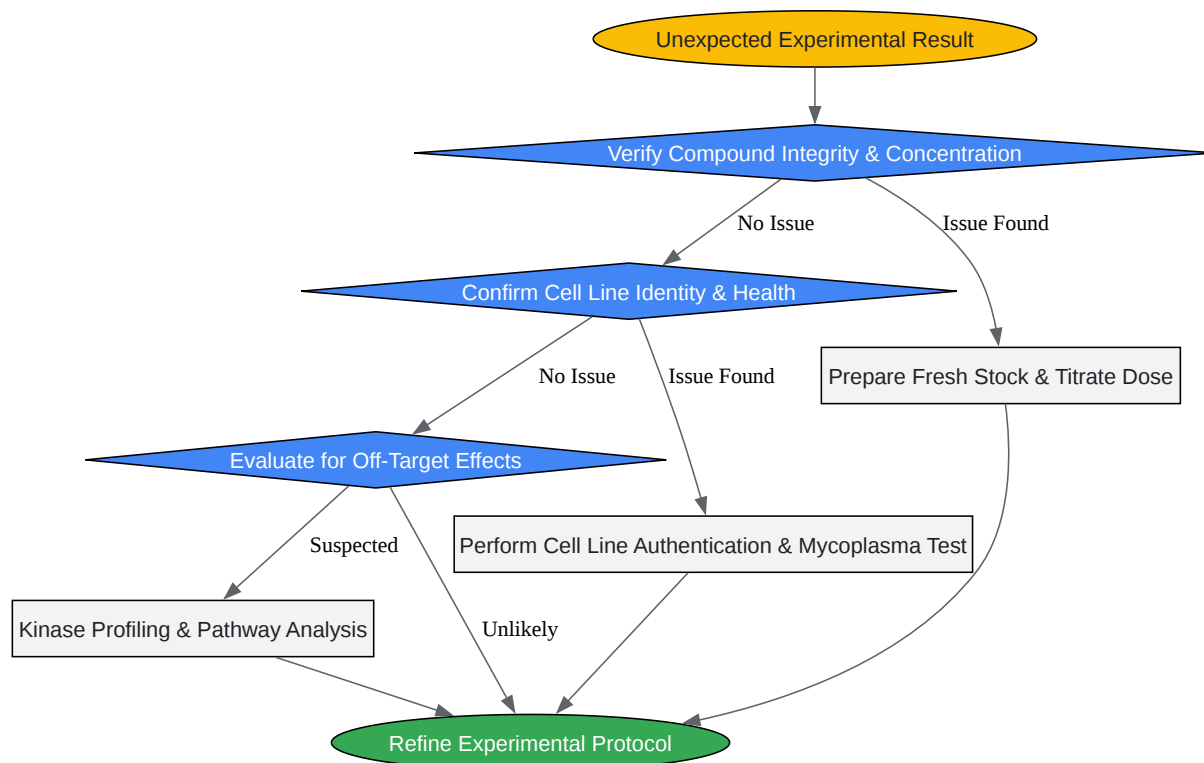 Unexpected Experimental Result
Verify Compound Integrity & Concentration
No Issue
Issue Found
Confirm Cell Line Identity & Health
Prepare Fresh Stock & Titrate Dose
No Issue
Issue Found
Evaluate for Off-Target Effects
Suspected
Perform Cell Line Authentication & Mycoplasma Test
Kinase Profiling & Pathway Analysis
Unlikely
Refine Experimental Protocol